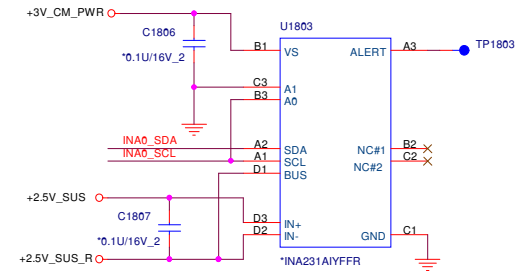 +3V_CM_PWR
C1806
*0.1U/16V_2
U1803
B1 VS ALERT A3 TP1803
C3 A1
B3 A0
INA0_SDA A2 SDA NC#1 B2
INA0_SCL A1 SCL NC#2 C2
D1 BUS
+2.5V_SUS
C1807
*0.1U/16V_2
D3 IN+
D2 IN- GND C1
+2.5V_SUS_R
*INA231AIYFFR